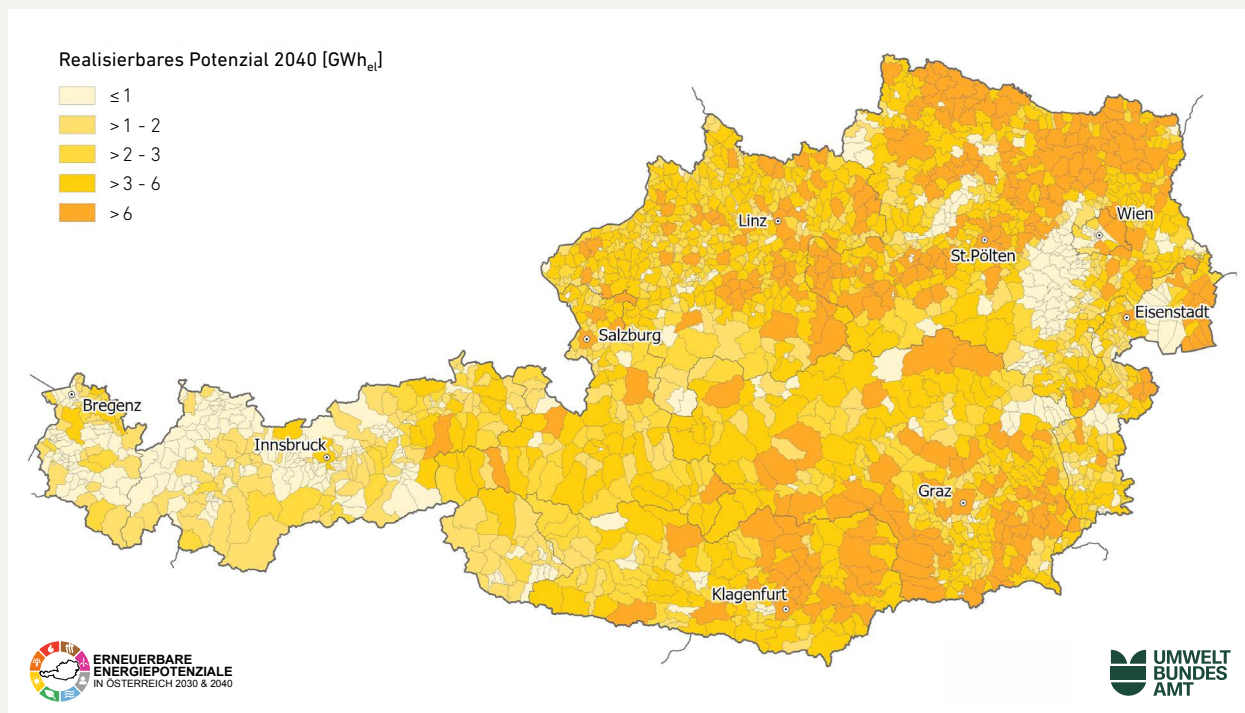 Realisierbares Potenzial 2040 [GWhel]
≤ 1
> 1 - 2
> 2 - 3
> 3 - 6
> 6
Linz
Wien
St.Pölten
Eisenstadt
Salzburg
Bregenz
Innsbruck
Graz
Klagenfurt
ERNEUERBARE
ENERGIEPOTENZIALE
IN ÖSTERREICH 2030 & 2040
UMWELT
BUNDES
AMT